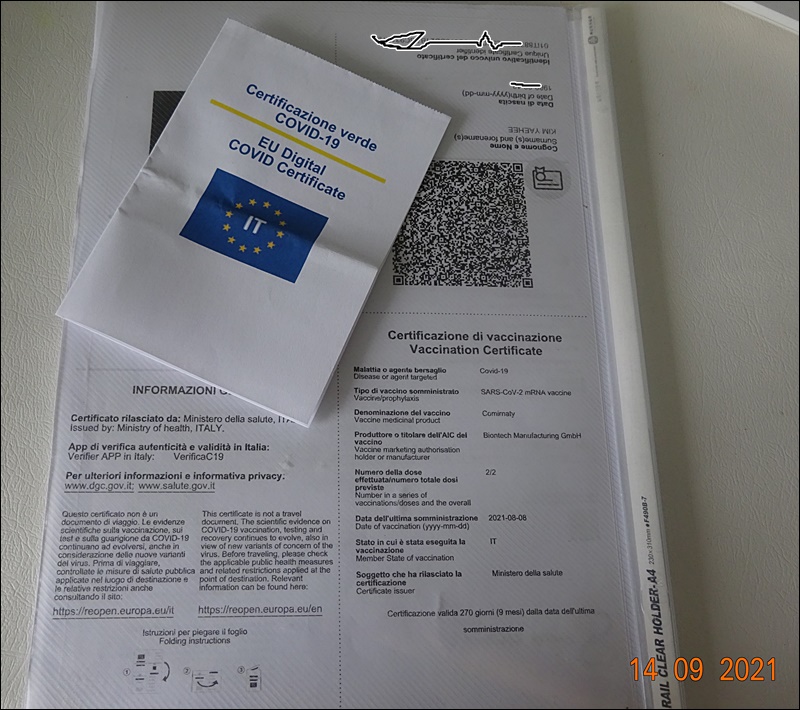 Certificazione verde
COVID-19
EU Digital
COVID Certificate
IT
01IT88
Unique Certificate identifier
Identificativo univoco del certificato
19
Date of birth(yyyy-mm-dd)
Data di nascita
KIM YAEHEE
Surname(s) and forename(s)
Cognome e Nome
Certificazione di vaccinazione
Vaccination Certificate
Malattia o agente bersaglio Covid-19
Disease or agent targeted
Tipo di vaccino somministrato SARS-CoV-2 mRNA vaccine
Vaccine/prophylaxis
Denominazione del vaccino Comirnaty
Vaccine medicinal product
Produttore o titolare dell'AIC del Biontech Manufacturing GmbH
vaccino
Vaccine marketing authorisation
holder or manufacturer
Numero della dose 2/2
effettuata/numero totale dosi
previste
Number in a series of
vaccinations/doses and the overall
Data dell'ultima somministrazione 2021-08-08
Date of vaccination (yyyy-mm-dd)
Stato in cui è stata eseguita la IT
vaccinazione
Member State of vaccination
Soggetto che ha rilasciato la Ministero della salute
certificazione
Certificate issuer
Certificazione valida 270 giorni (9 mesi) dalla data dell'ultima
somministrazione
INFORMAZIONI
Certificato rilasciato da: Ministero della salute,
Issued by: Ministry of health, ITALY.
App di verifica autenticità e validità in Italia:
Verifier APP in Italy: VerificaC19
Per ulteriori informazioni e informativa privacy:
www.dgc.gov.it; www.salute.gov.it
Questo certificato non è un
documento di viaggio. Le evidenze
scientifiche sulla vaccinazione, sui
test e sulla guarigione da COVID-19
continuano ad evolversi, anche in
considerazione delle nuove varianti
del virus. Prima di viaggiare,
controllate le misure di salute pubblica
applicate nel luogo di destinazione e
le relative restrizioni anche
consultando il sito:
https://reopen.europa.eu/it
This certificate is not a travel
document. The scientific evidence on
COVID-19 vaccination, testing and
recovery continues to evolve, also in
view of new variants of concern of the
virus. Before traveling, please check
the applicable public health measures
and related restrictions applied at the
point of destination. Relevant
information can be found here:
https://reopen.europa.eu/en
Istruzioni per piegare il foglio
Folding instructions
1 2 3
RAIL CLEAR HOLDER-A4 230×310mm #F490B-7
14 09 2021